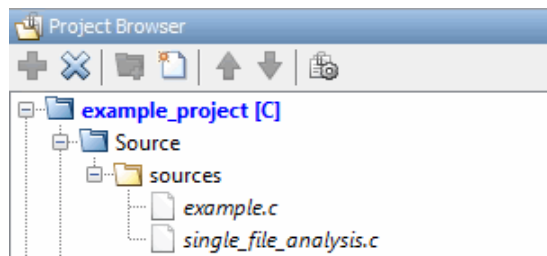 Project Browser
example_project [C]
Source
sources
example.c
single_file_analysis.c